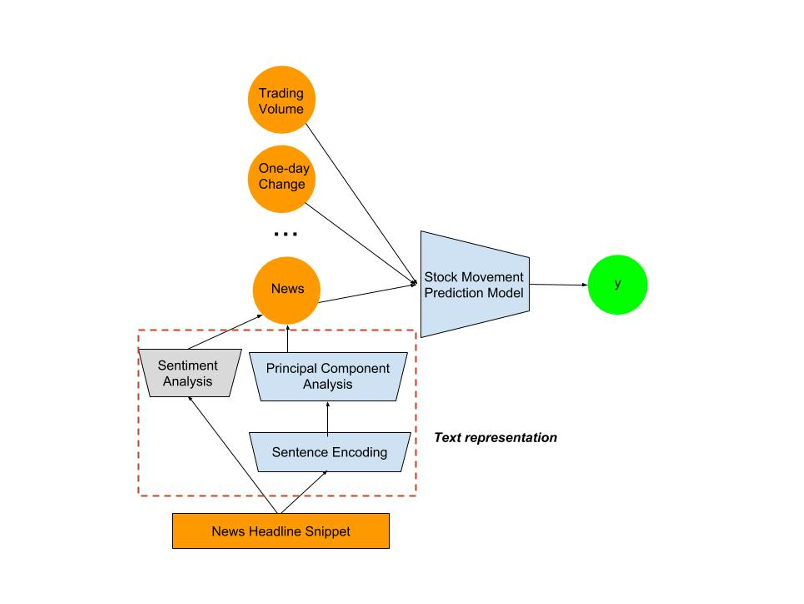 Trading
Volume
One-day
Change
...
News
Stock Movement
Prediction Model
y
Sentiment
Analysis
Principal Component
Analysis
Sentence Encoding
Text representation
News Headline Snippet